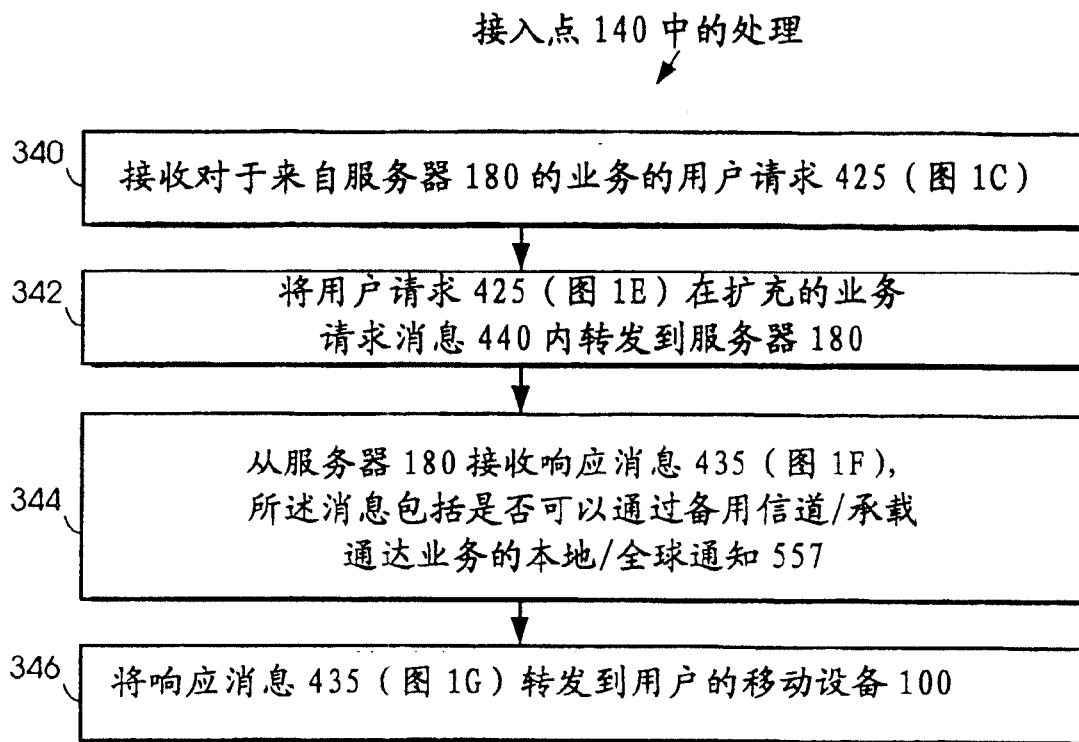 接入点 140 中的处理
340
接收对于来自服务器 180 的业务的用户请求 425 (图 1C)
342
将用户请求 425 (图 1E) 在扩充的业务
请求消息 440 内转发到服务器 180
344
从服务器 180 接收响应消息 435 (图 1F),
所述消息包括是否可以通过备用信道/承载
通达业务的本地/全球通知 557
346
将响应消息 435 (图 1G) 转发到用户的移动设备 100